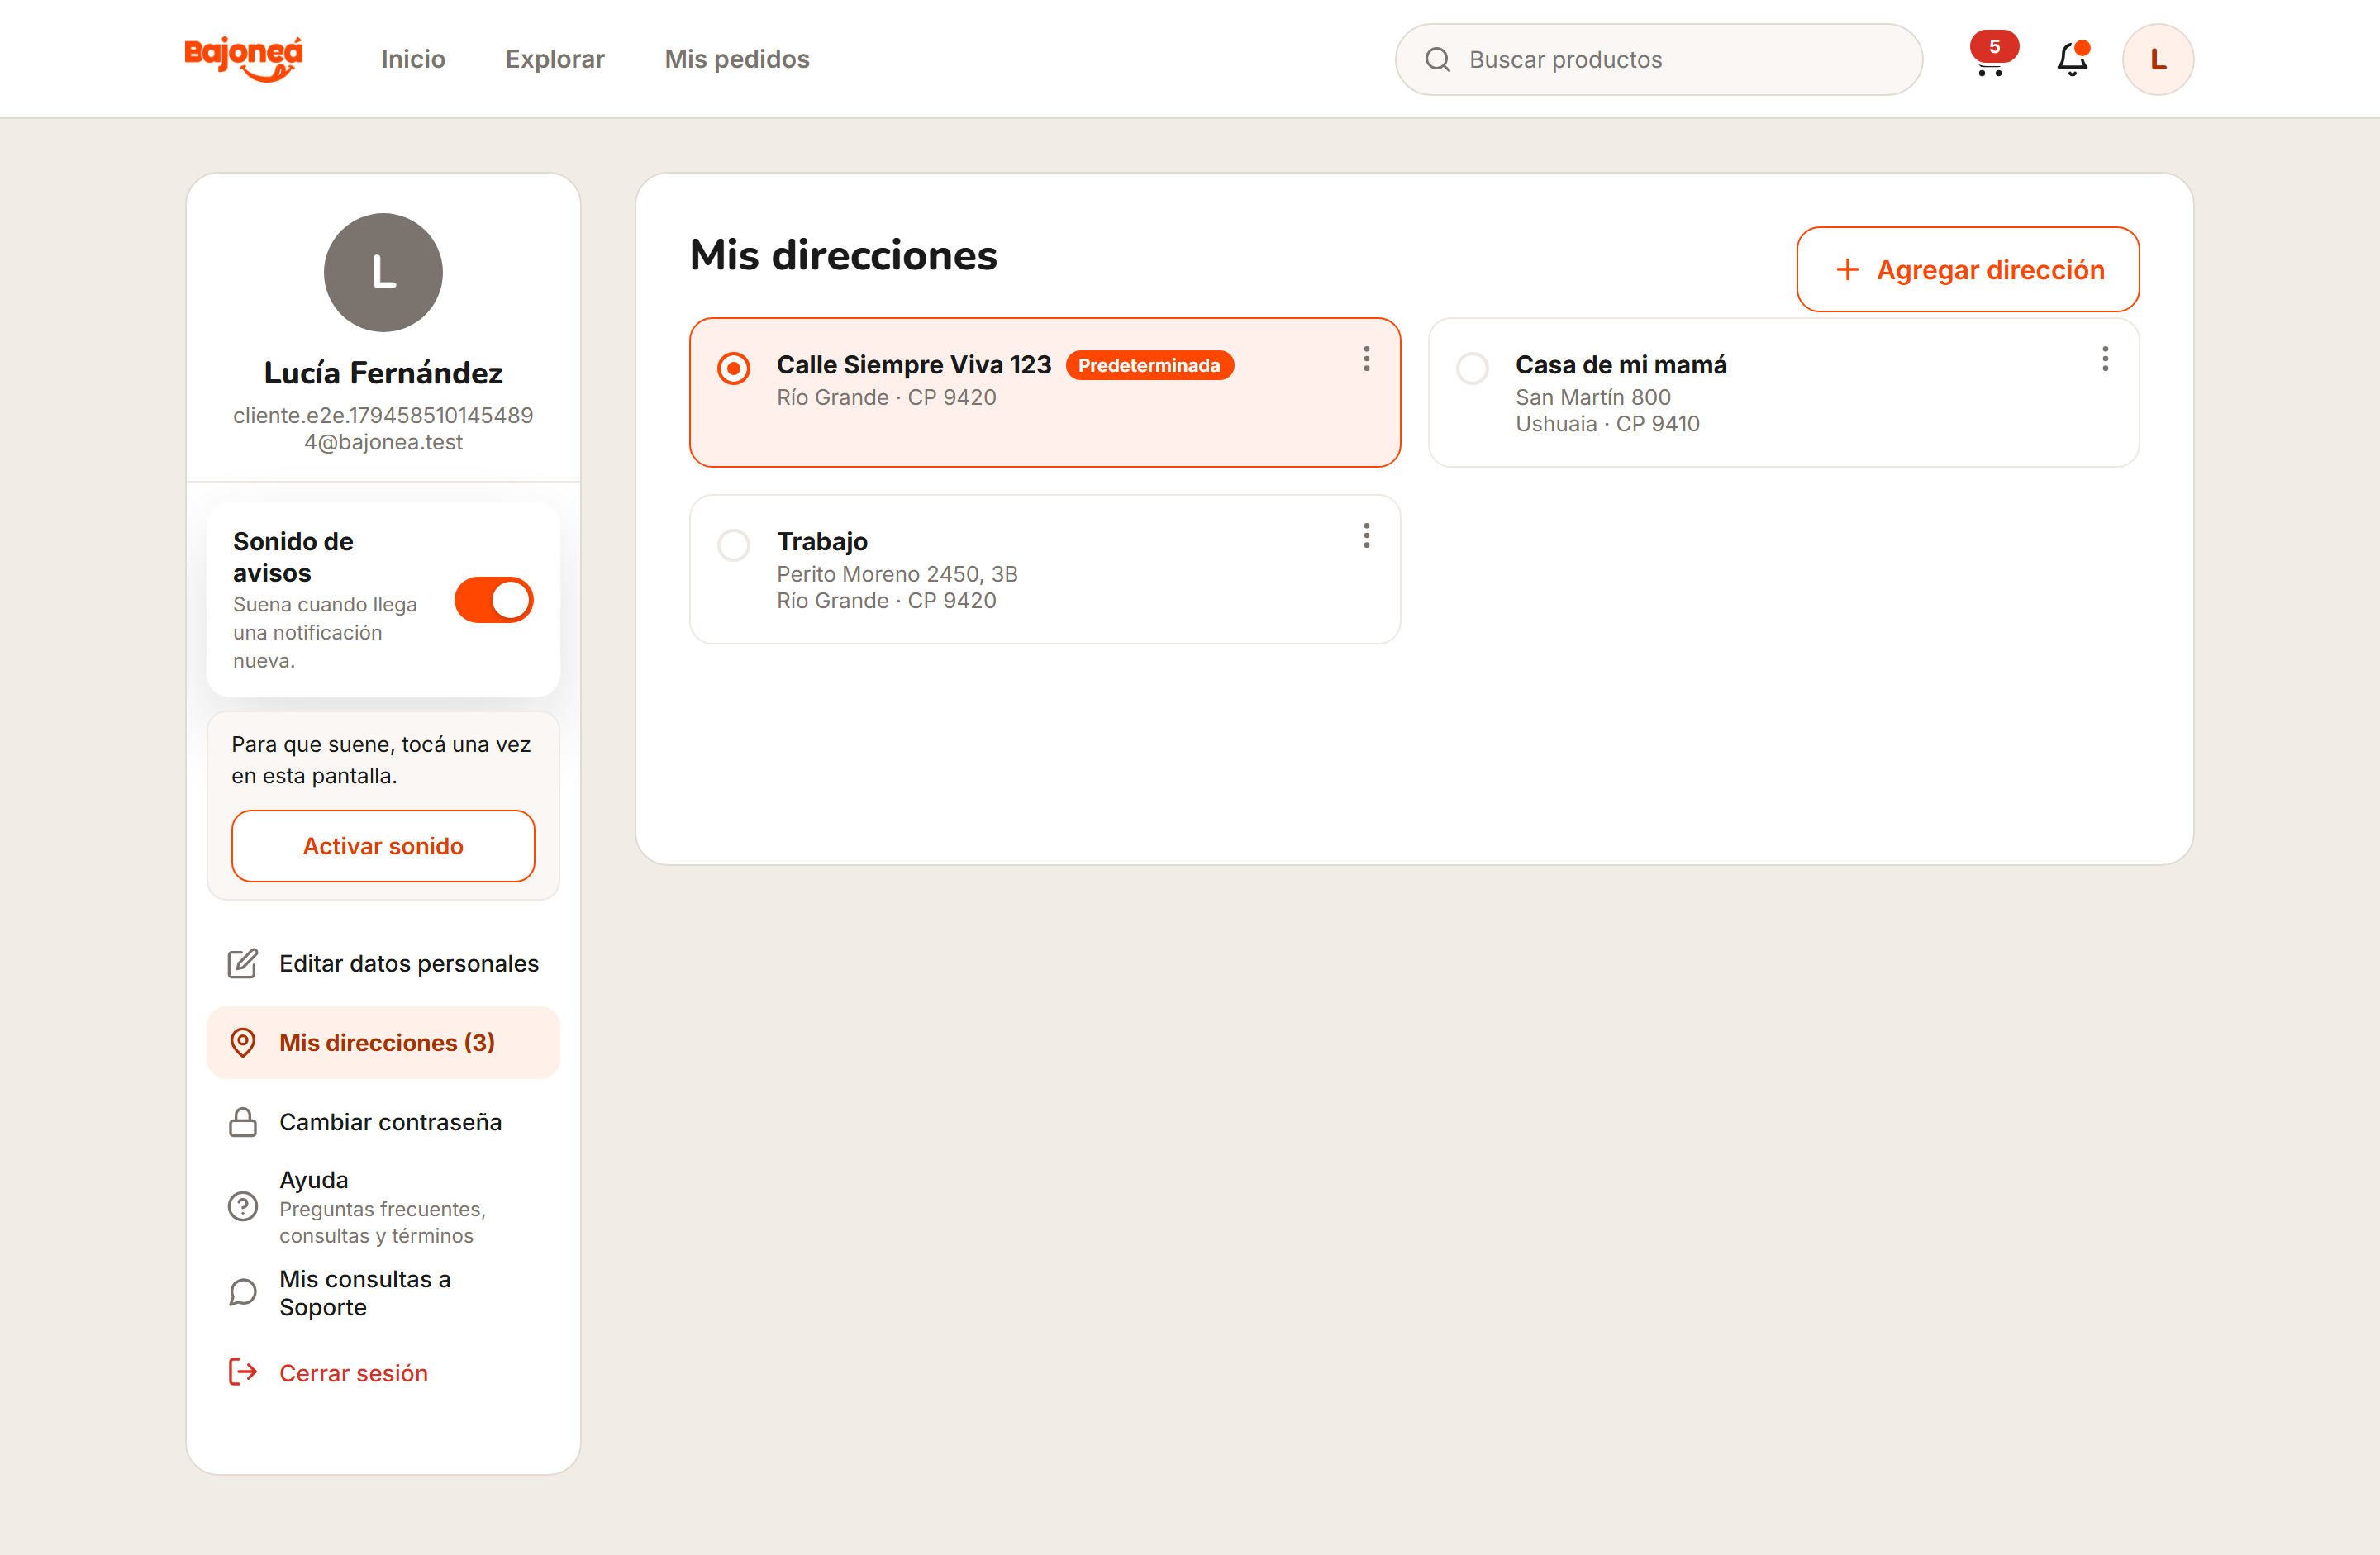 Bajoneá
Inicio
Explorar
Mis pedidos
Buscar productos
5
L
L
Lucía Fernández
cliente.e2e.179458510145489
4@bajonea.test
Sonido de
avisos
Suena cuando llega
una notificación
nueva.
Para que suene, tocá una vez
en esta pantalla.
Activar sonido
Editar datos personales
Mis direcciones (3)
Cambiar contraseña
Ayuda
Preguntas frecuentes,
consultas y términos
Mis consultas a
Soporte
Cerrar sesión
Mis direcciones
Agregar dirección
Calle Siempre Viva 123 Predeterminada
Río Grande · CP 9420
Casa de mi mamá
San Martín 800
Ushuaia · CP 9410
Trabajo
Perito Moreno 2450, 3B
Río Grande · CP 9420